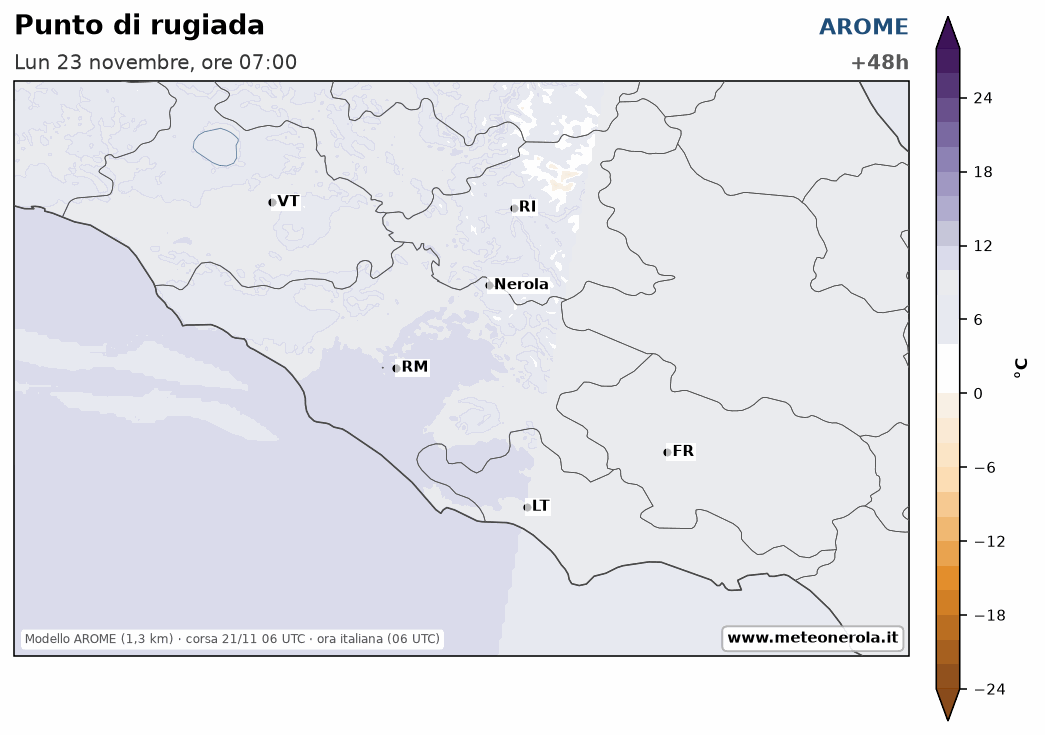 Punto di rugiada
AROME
Lun 23 novembre, ore 07:00
+48h
VT
RI
Nerola
RM
FR
LT
Modello AROME (1,3 km) · corsa 21/11 06 UTC · ora italiana (06 UTC)
www.meteonerola.it
24
18
12
6
0
−6
−12
−18
−24
°C